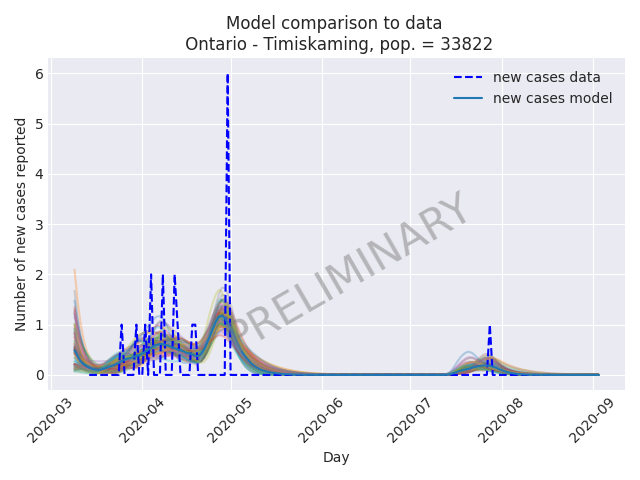 Model comparison to data
Ontario - Timiskaming, pop. = 33822
new cases data
new cases model
PRELIMINARY
Number of new cases reported
6
5
4
3
2
1
0
2020-03
2020-04
2020-05
2020-06
2020-07
2020-08
2020-09
Day